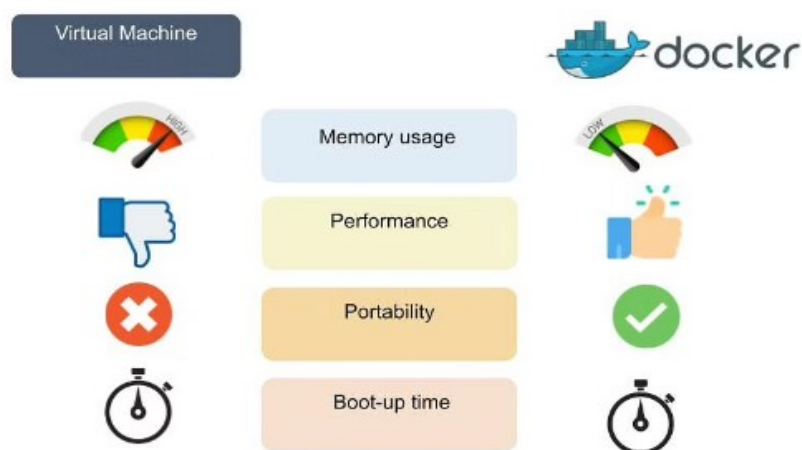 Virtual Machine
docker
HIGH
Memory usage
LOW
Performance
Portability
Boot-up time